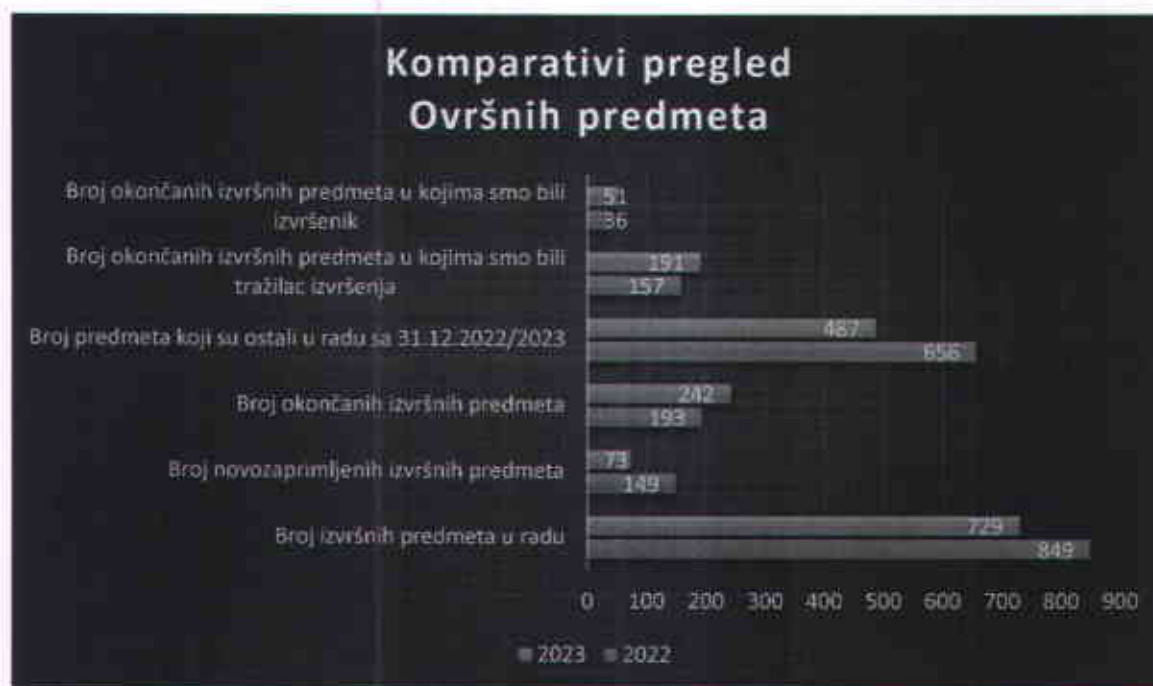 Komparativi pregled
Ovršnih predmeta
Broj okončanih izvršnih predmeta u kojima smo bili
izvršenik
51
36
Broj okončanih izvršnih predmeta u kojima smo bili
tražilac izvršenja
191
157
Broj predmeta koji su ostali u radu sa 31.12.2022/2023
487
656
Broj okončanih izvršnih predmeta
242
193
Broj novozaprimljenih izvršnih predmeta
73
149
Broj izvršnih predmeta u radu
729
849
0 100 200 300 400 500 600 700 800 900
2023 2022